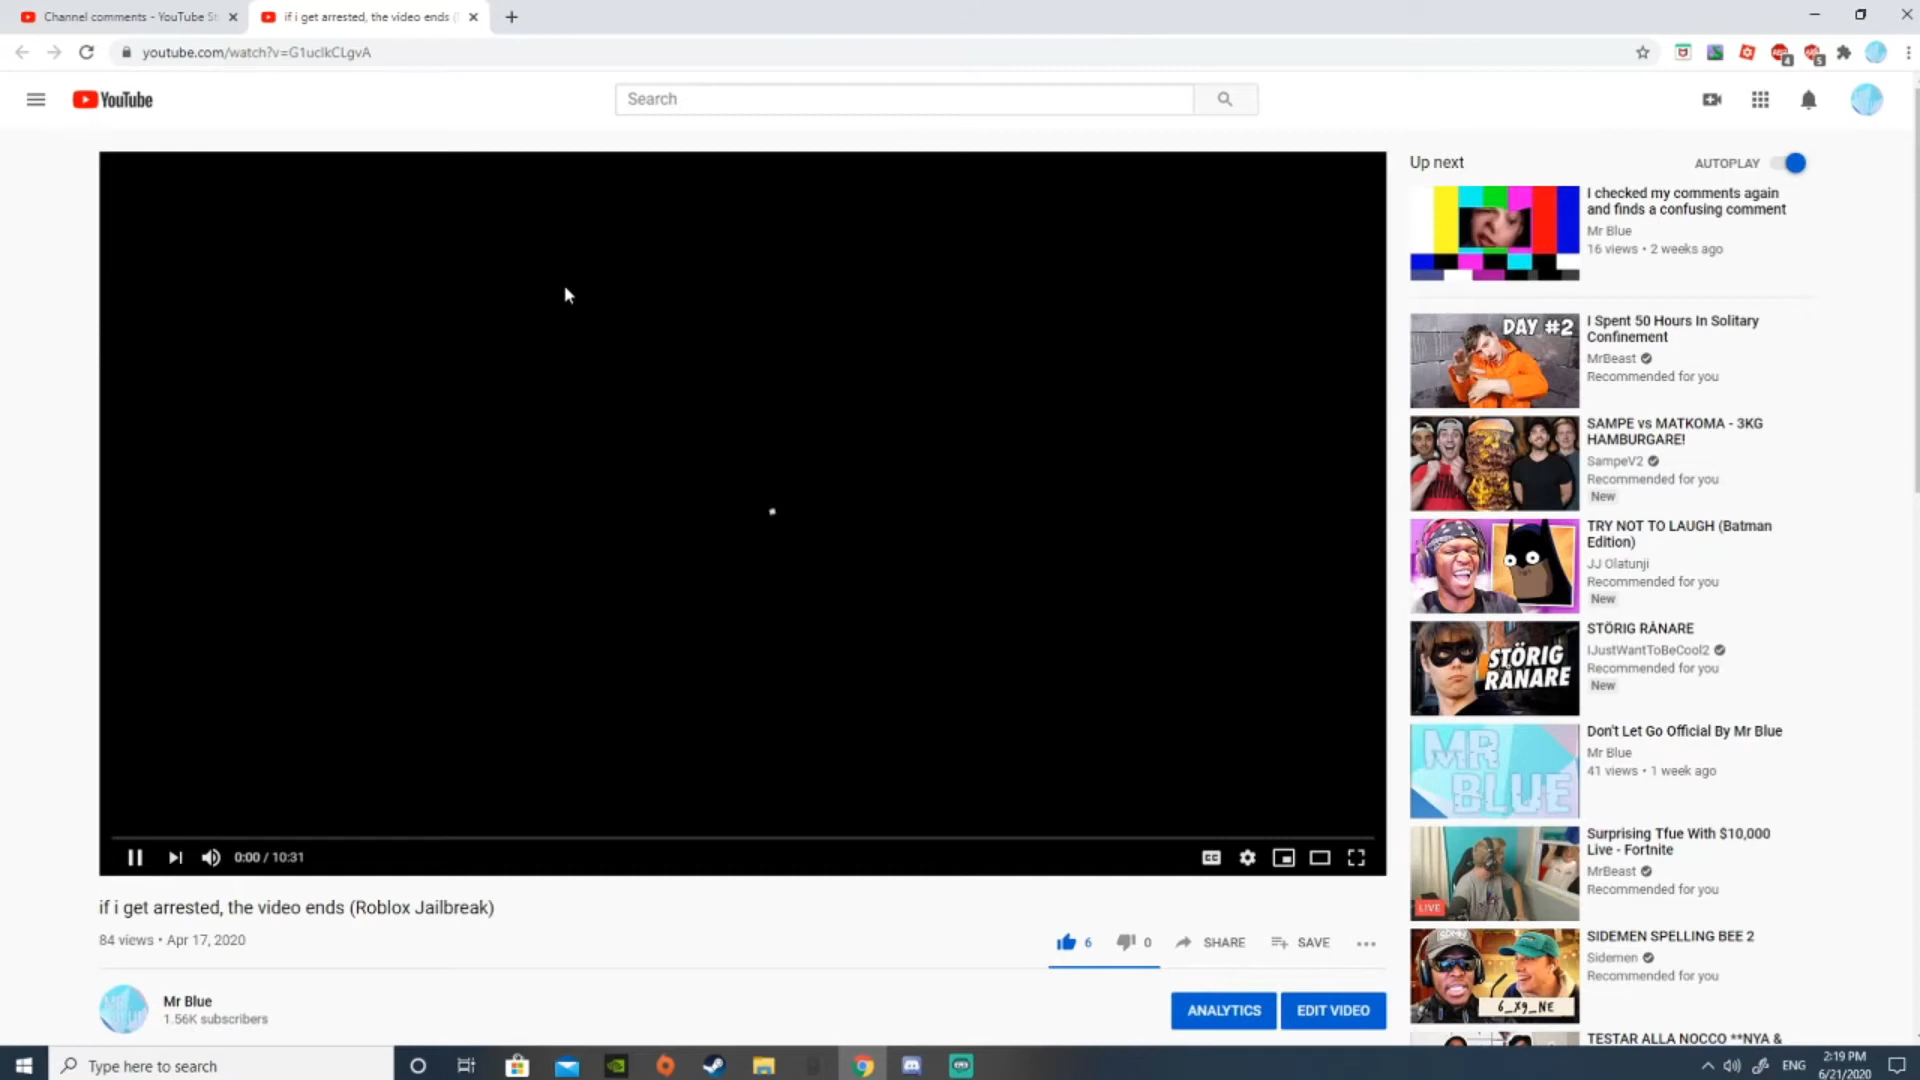 Channel comments - YouTube St
if i get arrested, the video ends (
youtube.com/watch?v=G1uclkCLgvA
4
5
YouTube
Search
Up next
AUTOPLAY
I checked my comments again
and finds a confusing comment
Mr Blue
16 views • 2 weeks ago
DAY #2
I Spent 50 Hours In Solitary
Confinement
MrBeast
Recommended for you
SAMPE vs MATKOMA - 3KG
HAMBURGARE!
SampeV2
Recommended for you
New
TRY NOT TO LAUGH (Batman
Edition)
JJ Olatunji
Recommended for you
New
STÖRIG
RÅNARE
STÖRIG RÅNARE
IJustWantToBeCool2
Recommended for you
New
MR
BLUE
Don't Let Go Official By Mr Blue
Mr Blue
41 views • 1 week ago
LIVE
Surprising Tfue With $10,000
Live - Fortnite
MrBeast
Recommended for you
6_X9_NE
SIDEMEN SPELLING BEE 2
Sidemen
Recommended for you
TESTAR ALLA NOCCO **NYA &
0:00 / 10:31
CC
if i get arrested, the video ends (Roblox Jailbreak)
84 views • Apr 17, 2020
6
0
SHARE
SAVE
Mr Blue
1.56K subscribers
ANALYTICS
EDIT VIDEO
Type here to search
ENG
2:19 PM
6/21/2020